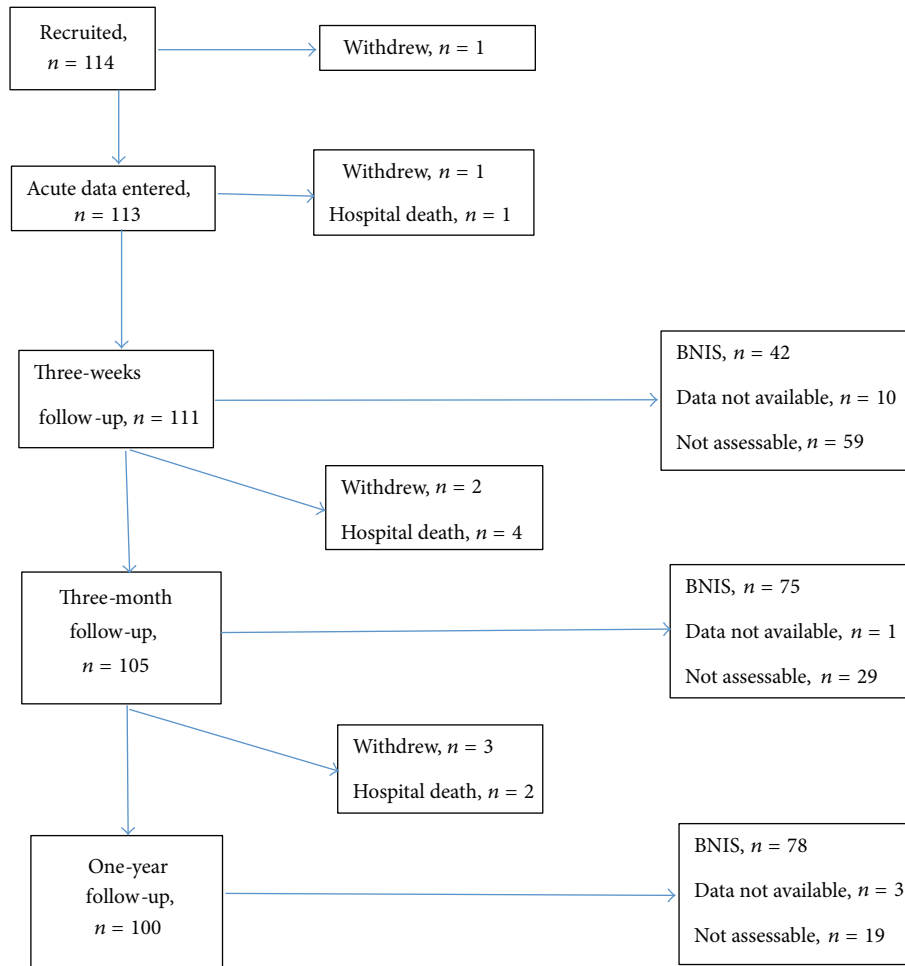 Recruited,
n = 114
Withdrew, n = 1
Acute data entered,
n = 113
Withdrew, n = 1
Hospital death, n = 1
Three-weeks
follow-up, n = 111
BNIS, n = 42
Data not available, n = 10
Not assessable, n = 59
Withdrew, n = 2
Hospital death, n = 4
Three-month
follow-up,
n = 105
BNIS, n = 75
Data not available, n = 1
Not assessable, n = 29
Withdrew, n = 3
Hospital death, n = 2
One-year
follow-up,
n = 100
BNIS, n = 78
Data not available, n = 3
Not assessable, n = 19